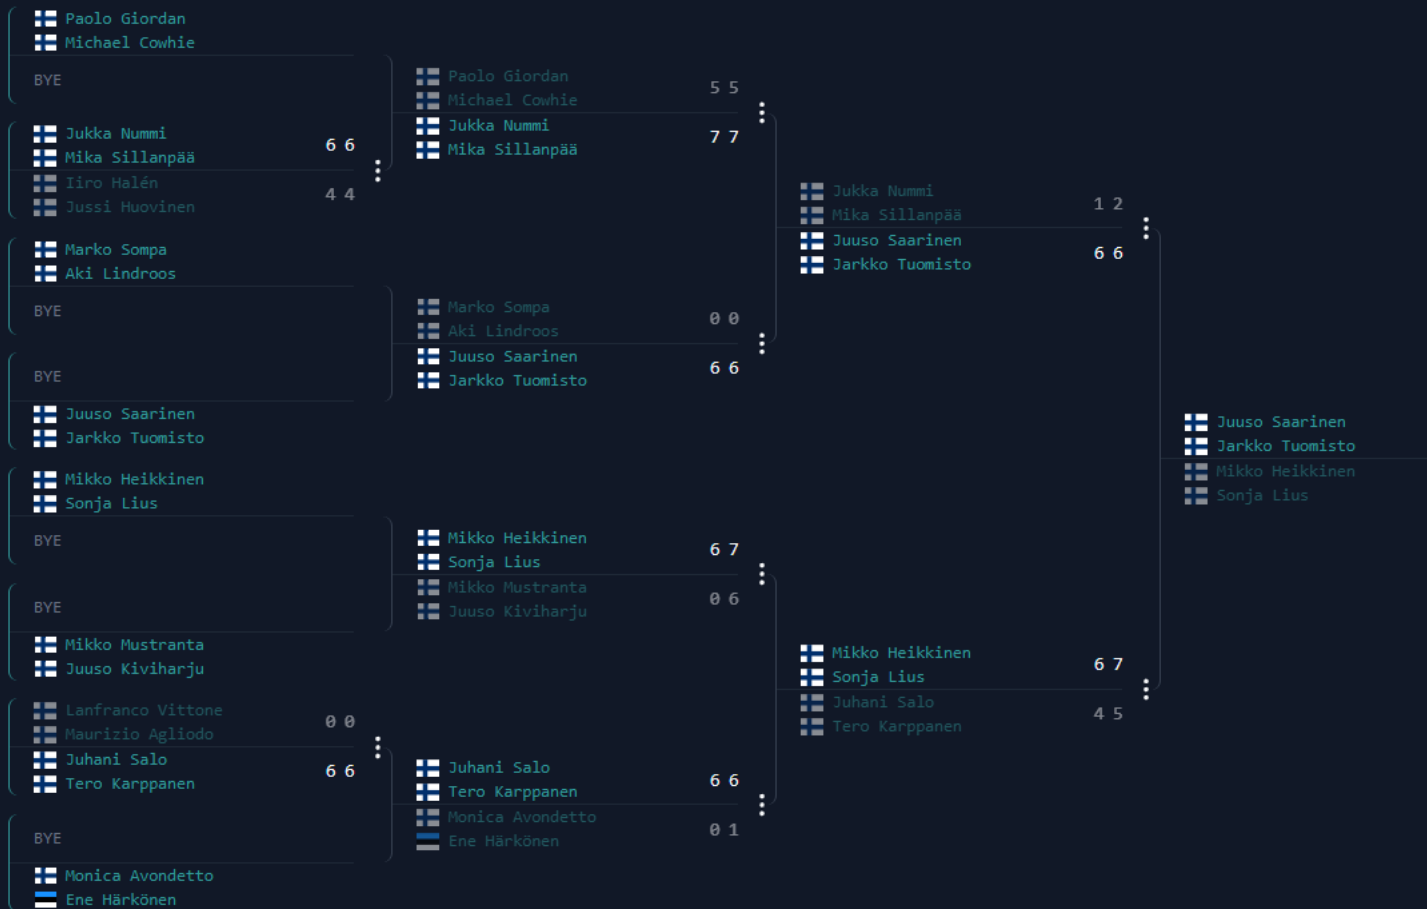 Paolo Giordan
Michael Cowhie
BYE
Jukka Nummi
Mika Sillanpää
6 6
Iiro Halén
Jussi Huovinen
4 4
Marko Sompa
Aki Lindroos
BYE
BYE
Juuso Saarinen
Jarkko Tuomisto
Mikko Heikkinen
Sonja Lius
BYE
BYE
Mikko Mustranta
Juuso Kiviharju
Lanfranco Vittone
Maurizio Agliodo
0 0
Juhani Salo
Tero Karppanen
6 6
BYE
Monica Avondetto
Ene Härkönen
Paolo Giordan
Michael Cowhie
5 5
Jukka Nummi
Mika Sillanpää
7 7
Marko Sompa
Aki Lindroos
0 0
Juuso Saarinen
Jarkko Tuomisto
6 6
Mikko Heikkinen
Sonja Lius
6 7
Mikko Mustranta
Juuso Kiviharju
0 6
Juhani Salo
Tero Karppanen
6 6
Monica Avondetto
Ene Härkönen
0 1
Jukka Nummi
Mika Sillanpää
1 2
Juuso Saarinen
Jarkko Tuomisto
6 6
Mikko Heikkinen
Sonja Lius
6 7
Juhani Salo
Tero Karppanen
4 5
Juuso Saarinen
Jarkko Tuomisto
Mikko Heikkinen
Sonja Lius